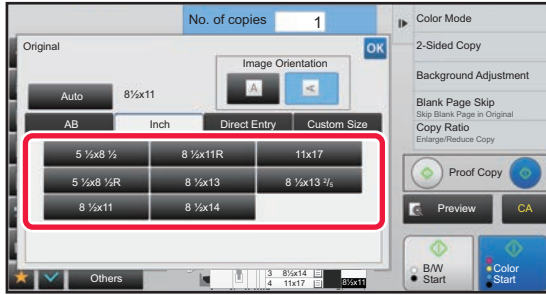 No. of copies 1
Original
OK
Image Orientation
A A
Auto 8½x11
AB Inch Direct Entry Custom Size
5 ½x8 ½ 8 ½x11R 11x17
5 ½x8 ½R 8 ½x13 8 ½x13 ²/₅
8 ½x11 8 ½x14
Others
3 8½x14
4 11x17
8½x11
Color Mode
2-Sided Copy
Background Adjustment
Blank Page Skip
Skip Blank Page in Original
Copy Ratio
Enlarge/Reduce Copy
Proof Copy
Preview CA
B/W
Start
Color
Start